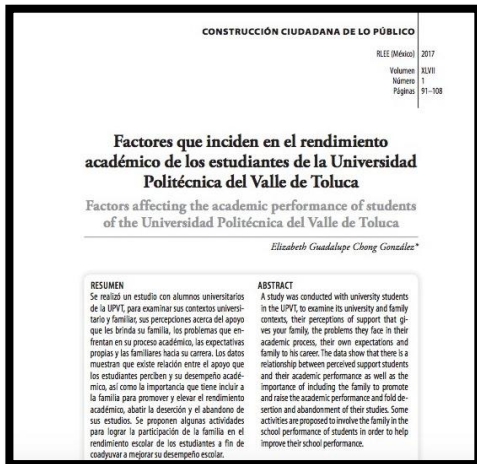 CONSTRUCCIÓN CIUDADANA DE LO PÚBLICO
RLEE (México) 2017
Volumen XLVII
Número 1
Páginas 91–108
Factores que inciden en el rendimiento
académico de los estudiantes de la Universidad
Politécnica del Valle de Toluca
Factors affecting the academic performance of students
of the Universidad Politécnica del Valle de Toluca
Elizabeth Guadalupe Chong González*
RESUMEN
Se realizó un estudio con alumnos universitarios
de la UPVT, para examinar sus contextos universi-
tario y familiar, sus percepciones acerca del apoyo
que les brinda su familia, los problemas que en-
frentan en su proceso académico, las expectativas
propias y las familiares hacia su carrera. Los datos
muestran que existe relación entre el apoyo que
los estudiantes perciben y su desempeño acadé-
mico, así como la importancia que tiene incluir a
la familia para promover y elevar el rendimiento
académico, abatir la deserción y el abandono de
sus estudios. Se proponen algunas actividades
para lograr la participación de la familia en el
rendimiento escolar de los estudiantes a fin de
coadyuvar a mejorar su desempeño escolar.
ABSTRACT
A study was conducted with university students
in the UPVT, to examine its university and family
contexts, their perceptions of support that gi-
ves your family, the problems they face in their
academic process, their own expectations and
family to his career. The data show that there is a
relationship between perceived support students
and their academic performance as well as the
importance of including the family to promote
and raise the academic performance and fold de-
sertion and abandonment of their studies. Some
activities are proposed to involve the family in the
school performance of students in order to help
improve their school performance.